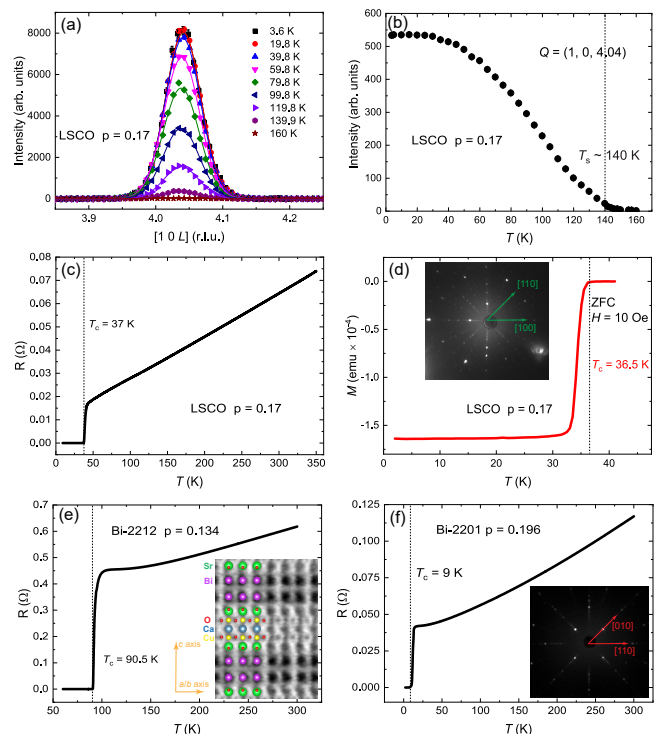 (a)
8000
6000
4000
2000
0
Intensity (arb. units)
3.6 K
19.8 K
39.8 K
59.8 K
79.8 K
99.8 K
119.8 K
139.9 K
160 K
LSCO p = 0.17
3.9
4.0
4.1
4.2
[1 0 L] (r.l.u.)
(b)
600
500
400
300
200
100
0
Intensity (arb. units)
Q = (1, 0, 4.04)
LSCO p = 0.17
Ts ~ 140 K
0 20 40 60 80 100 120 140 160
T (K)
(c)
0.08
0.07
0.06
0.05
0.04
0.03
0.02
0.01
0.00
R (Ω)
Tc = 37 K
LSCO p = 0.17
0 50 100 150 200 250 300 350
T (K)
(d)
0.0
-0.5
-1.0
-1.5
M (emu × 10⁻⁴)
[110]
[100]
ZFC
H = 10 Oe
Tc = 36.5 K
LSCO p = 0.17
0 10 20 30 40
T (K)
(e)
0.7
0.6
0.5
0.4
0.3
0.2
0.1
0.0
R (Ω)
Bi-2212 p = 0.134
Sr
Bi
O
Ca
Cu
c axis
a/b axis
Tc = 90.5 K
50 100 150 200 250 300
T (K)
(f)
0.125
0.100
0.075
0.050
0.025
0.000
R (Ω)
Bi-2201 p = 0.196
Tc = 9 K
[010]
[110]
0 50 100 150 200 250 300
T (K)